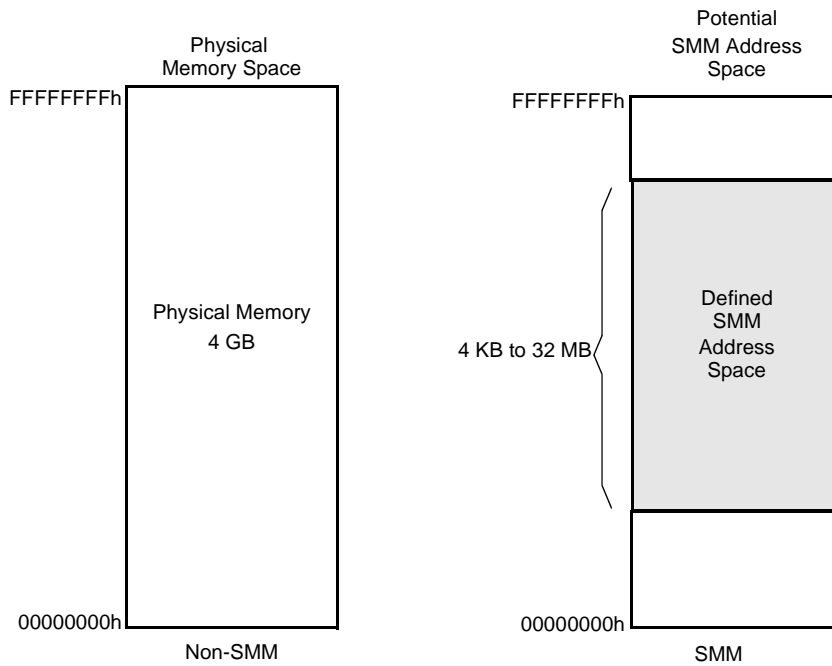 Physical
Memory Space
FFFFFFFFh
Physical Memory
4 GB
00000000h
Non-SMM
Potential
SMM Address
Space
FFFFFFFFh
4 KB to 32 MB
Defined
SMM
Address
Space
00000000h
SMM